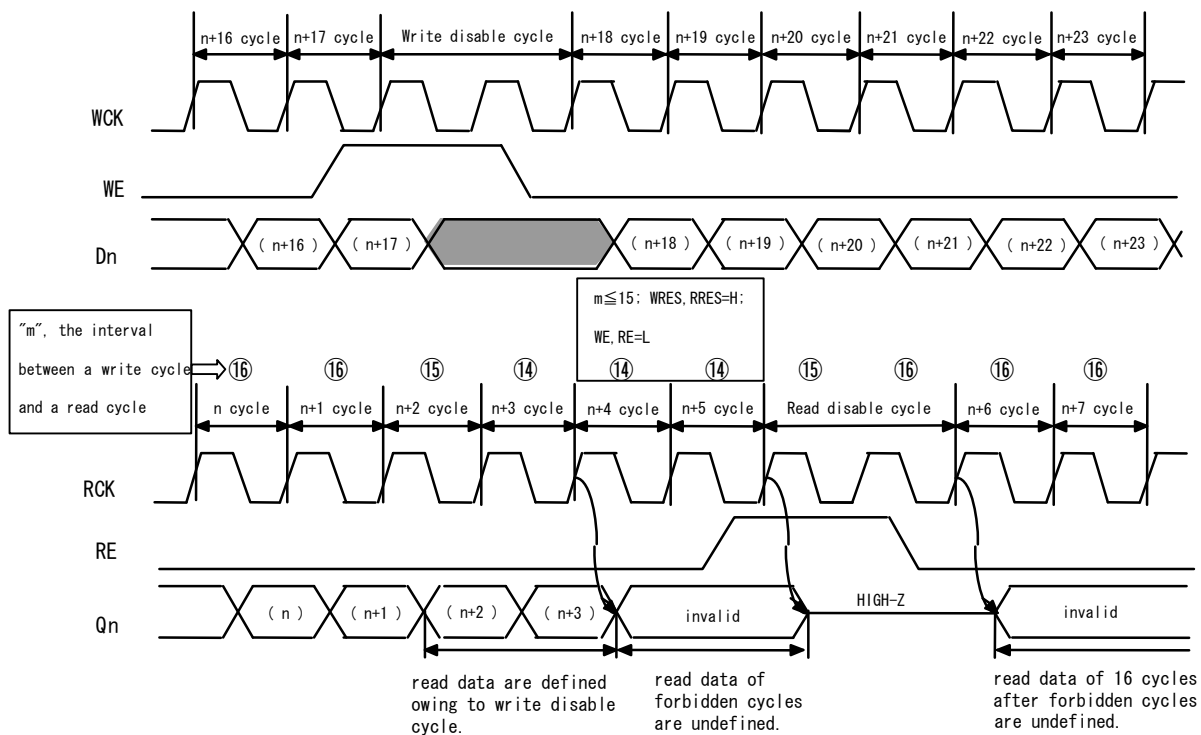 n+16 cycle n+17 cycle Write disable cycle n+18 cycle n+19 cycle n+20 cycle n+21 cycle n+22 cycle n+23 cycle
WCK
WE
Dn
( n+16 ) ( n+17 ) ( n+18 ) ( n+19 ) ( n+20 ) ( n+21 ) ( n+22 ) ( n+23 )
m≦15; WRES,RRES=H;
WE,RE=L
"m", the interval
between a write cycle
and a read cycle
⑯ ⑯ ⑮ ⑭ ⑭ ⑭ ⑮ ⑯ ⑯ ⑯
n cycle n+1 cycle n+2 cycle n+3 cycle n+4 cycle n+5 cycle Read disable cycle n+6 cycle n+7 cycle
RCK
RE
Qn
( n ) ( n+1 ) ( n+2 ) ( n+3 ) invalid HIGH-Z invalid
read data are defined
owing to write disable
cycle.
read data of
forbidden cycles
are undefined.
read data of 16 cycles
after forbidden cycles
are undefined.